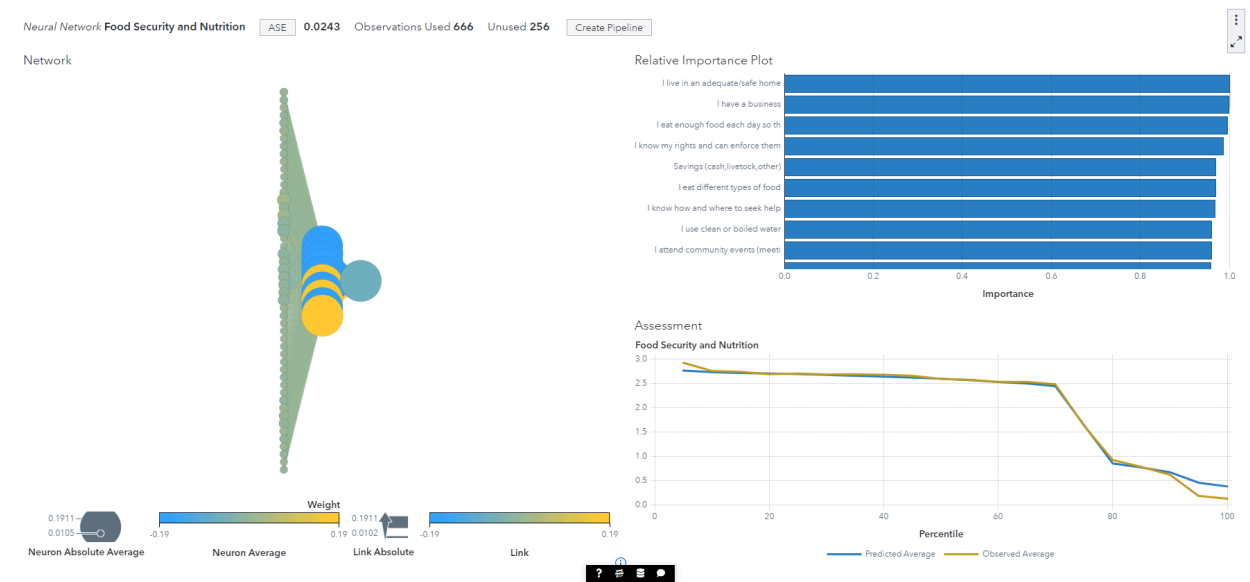 Neural Network Food Security and Nutrition ASE 0.0243 Observations Used 666 Unused 256 Create Pipeline
Network
Relative Importance Plot
I live in an adequate/safe home
I have a business
I eat enough food each day so th
I know my rights and can enforce them
Savings (cash,livetock,other)
I eat different types of food
I know how and where to seek help
I use clean or boiled water
I attend community events (meeti
0.0 0.2 0.4 0.6 0.8 1.0
Importance
Assessment
Food Security and Nutrition
3.0
2.5
2.0
1.5
1.0
0.5
0.0
0 20 40 60 80 100
Percentile
Predicted Average Observed Average
Weight
0.1911
0.0105
-0.19 0.19
0.1911
0.0102
-0.19 0.19
Neuron Absolute Average Neuron Average Link Absolute Link